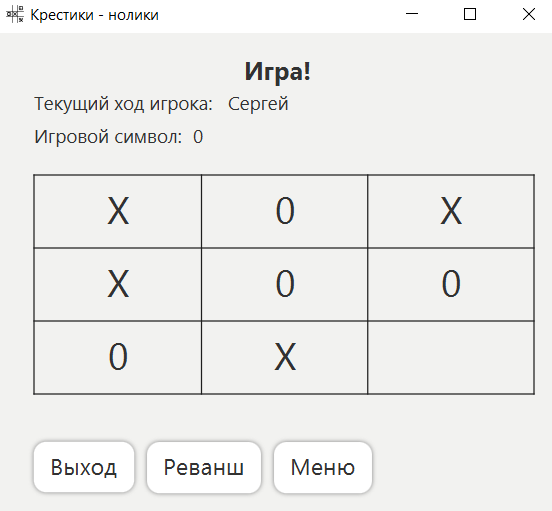 Крестики - нолики
Игра!
Текущий ход игрока: Сергей
Игровой символ: 0
X 0 X
X 0 0
0 X
Выход Реванш Меню